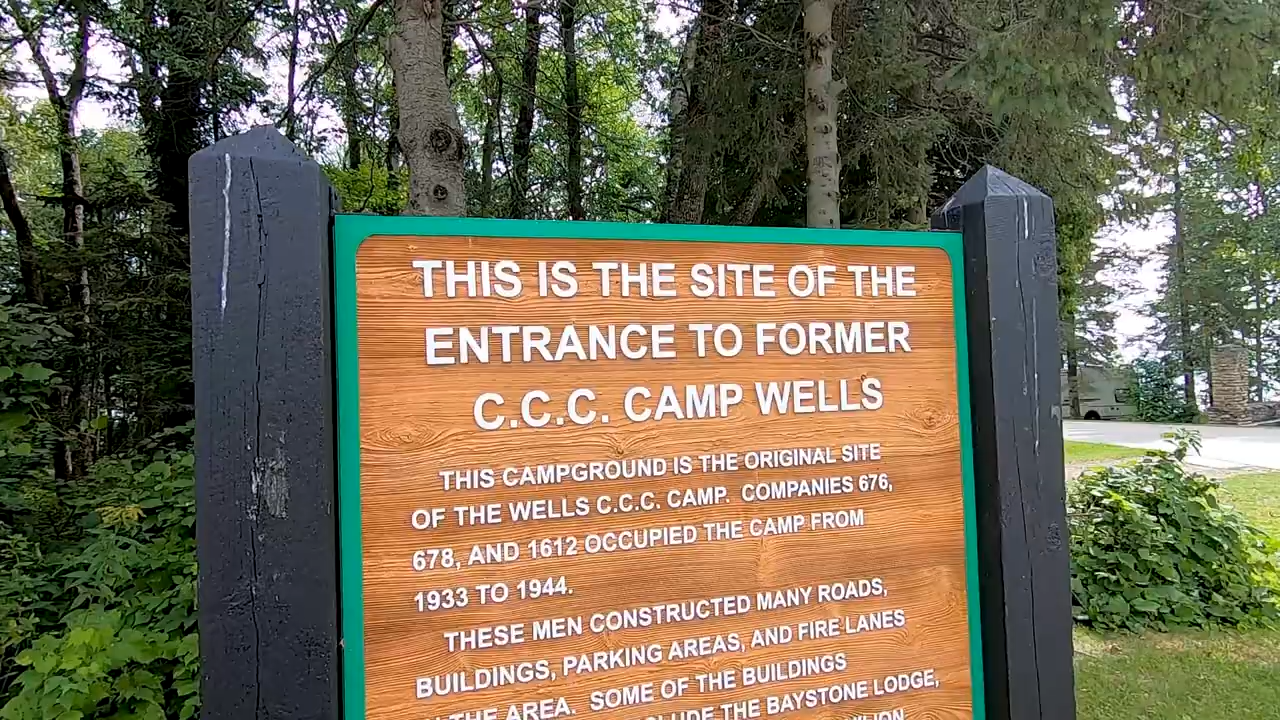 THIS IS THE SITE OF THE
ENTRANCE TO FORMER
C.C.C. CAMP WELLS
THIS CAMPGROUND IS THE ORIGINAL SITE
OF THE WELLS C.C.C. CAMP. COMPANIES 676,
678, AND 1612 OCCUPIED THE CAMP FROM
1933 TO 1944.
THESE MEN CONSTRUCTED MANY ROADS,
BUILDINGS, PARKING AREAS, AND FIRE LANES
THE AREA. SOME OF THE BUILDINGS
THE BAYSTONE LODGE,